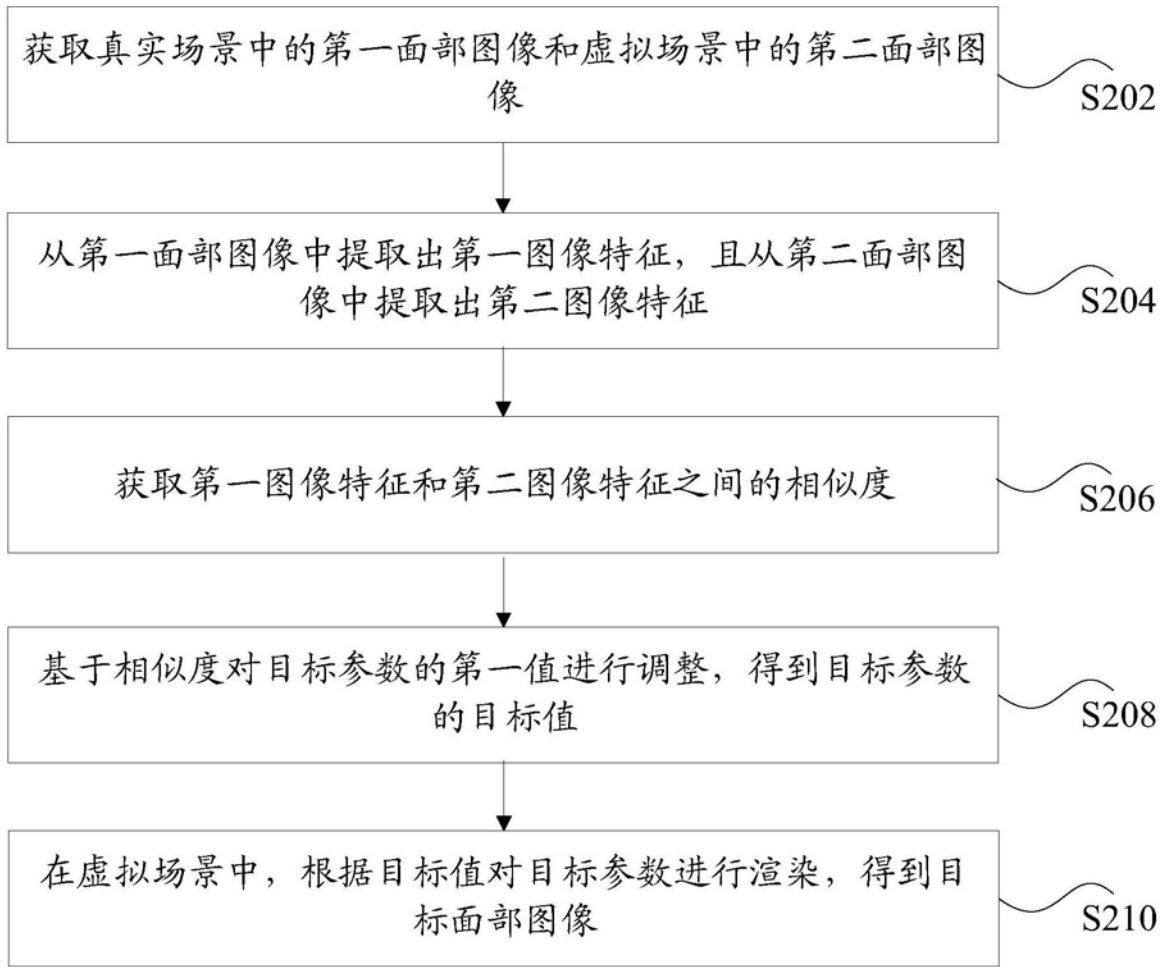 获取真实场景中的第一面部图像和虚拟场景中的第二面部图
像
S202
从第一面部图像中提取出第一图像特征，且从第二面部图
像中提取出第二图像特征
S204
获取第一图像特征和第二图像特征之间的相似度
S206
基于相似度对目标参数的第一值进行调整，得到目标参数
的目标值
S208
在虚拟场景中，根据目标值对目标参数进行渲染，得到目
标面部图像
S210